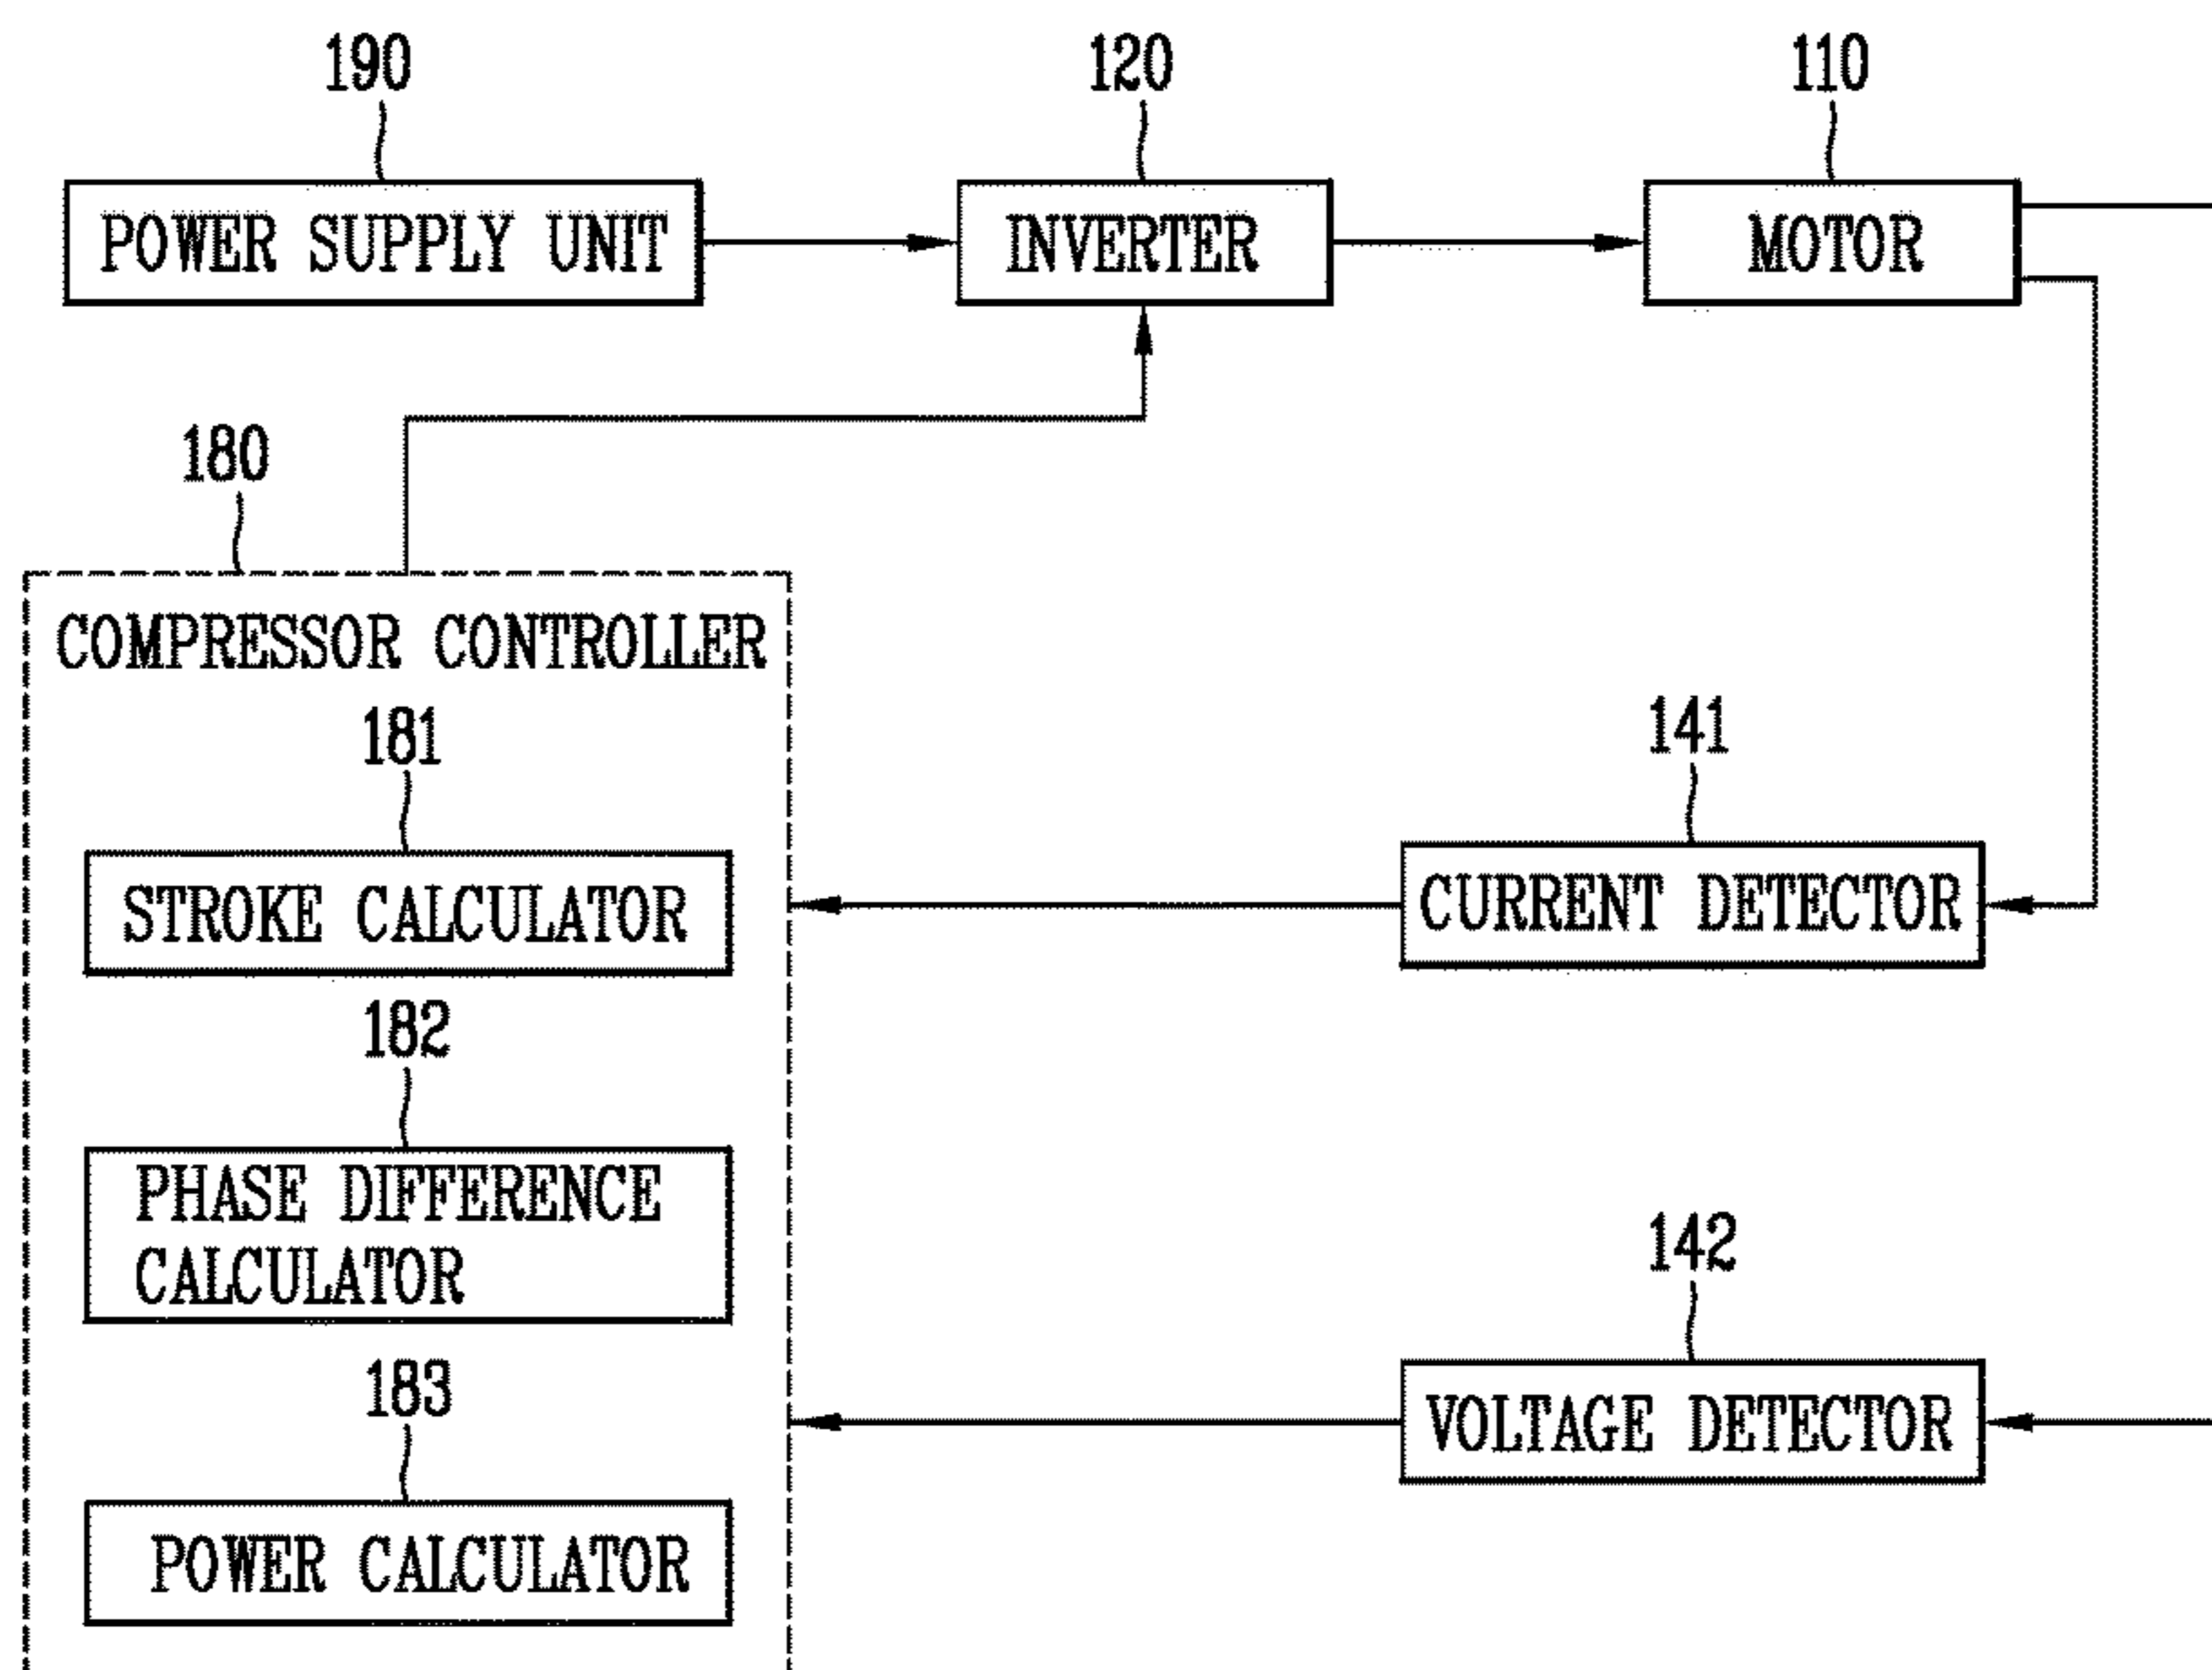 190
120
110
POWER SUPPLY UNIT
INVERTER
MOTOR
180
COMPRESSOR CONTROLLER
181
141
STROKE CALCULATOR
CURRENT DETECTOR
182
PHASE DIFFERENCE
CALCULATOR
142
183
VOLTAGE DETECTOR
POWER CALCULATOR